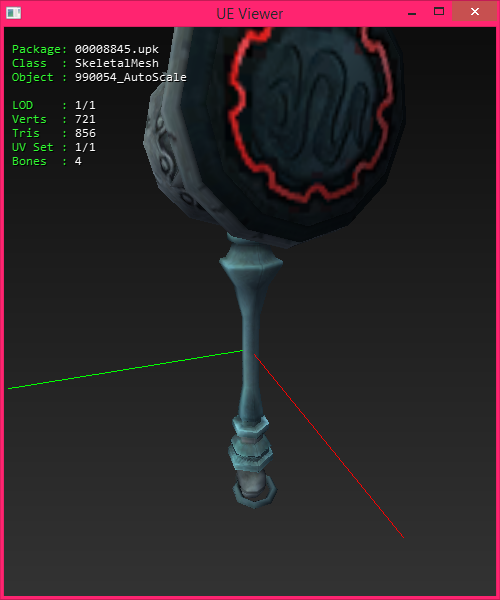 UE Viewer
Package: 00008845.upk
Class : SkeletalMesh
Object : 990054_AutoScale
LOD : 1/1
Verts : 721
Tris : 856
UV Set : 1/1
Bones : 4